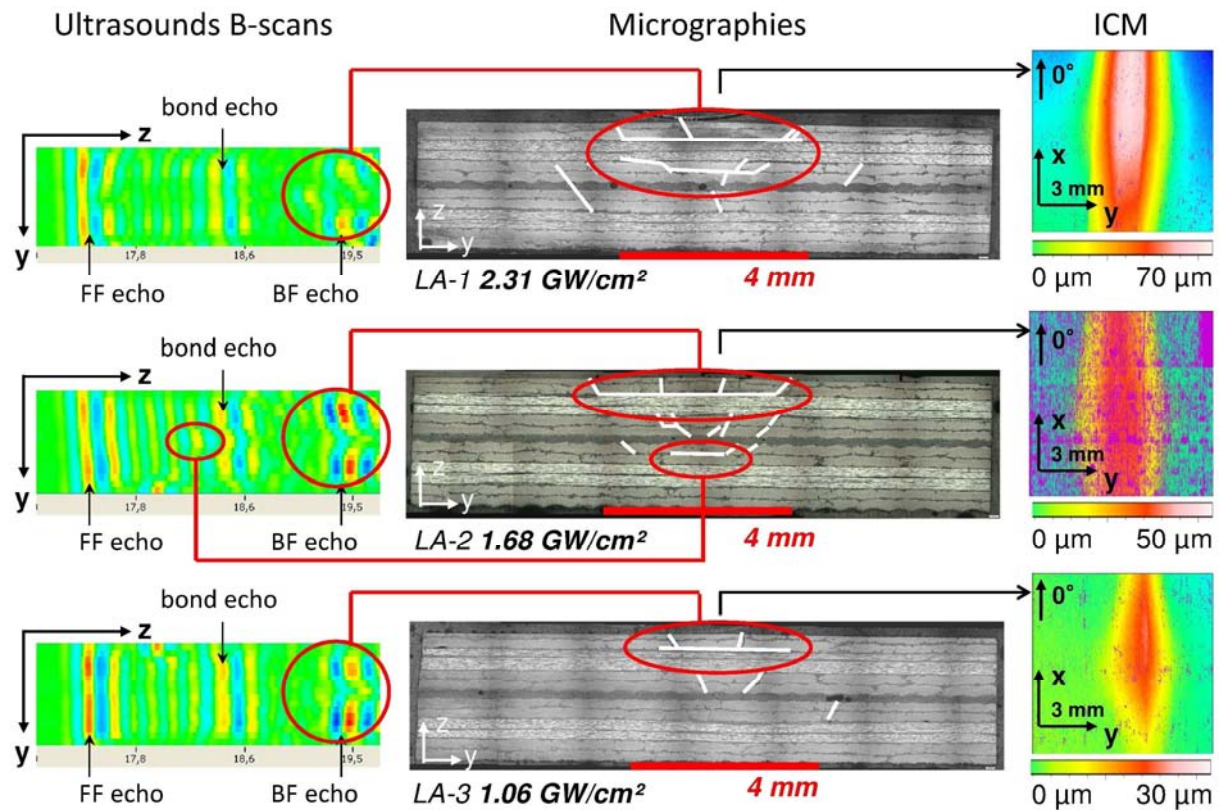 Ultrasounds B-scans
Micrographies
ICM
bond echo
z
y
17,8
18,6
19,5
FF echo
BF echo
z
y
LA-1 2.31 GW/cm²
4 mm
0°
x
3 mm
y
0 µm
70 µm
bond echo
z
y
17,8
18,6
19,5
FF echo
BF echo
z
y
LA-2 1.68 GW/cm²
4 mm
0°
x
3 mm
y
0 µm
50 µm
bond echo
z
y
17,8
18,6
19,5
FF echo
BF echo
z
y
LA-3 1.06 GW/cm²
4 mm
0°
x
3 mm
y
0 µm
30 µm